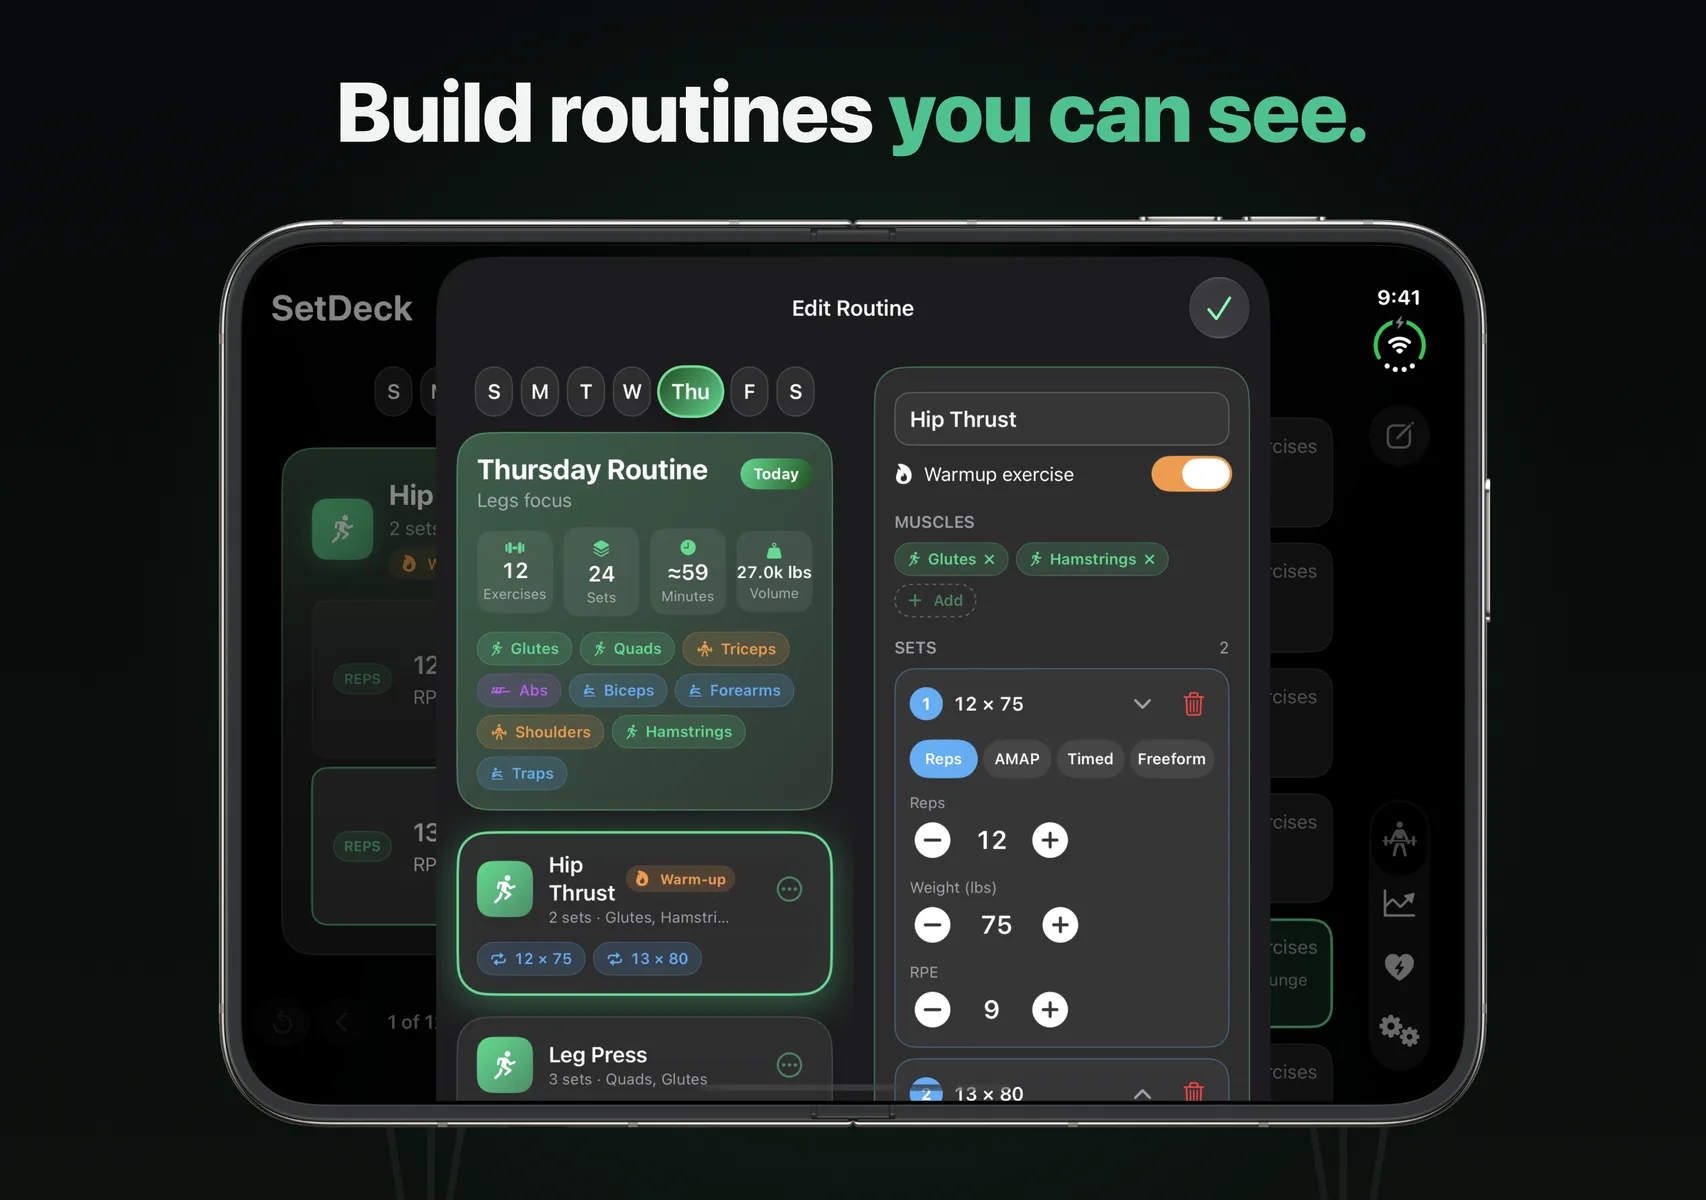 Build routines you can see.
SetDeck
Edit Routine
9:41
S
S M T W Thu F S
Thursday Routine
Today
Legs focus
12
Exercises
24
Sets
≈59
Minutes
27.0k lbs
Volume
Glutes
Quads
Triceps
Abs
Biceps
Forearms
Shoulders
Hamstrings
Traps
Hip
Thrust
Warm-up
2 sets · Glutes, Hamstri...
12 × 75
13 × 80
Leg Press
3 sets · Quads, Glutes
Hip Thrust
Warmup exercise
MUSCLES
Glutes ×
Hamstrings ×
+ Add
SETS
2
1
12 × 75
Reps
AMAP
Timed
Freeform
Reps
− 12 +
Weight (lbs)
− 75 +
RPE
− 9 +
2
13 × 80
Hip
2 sets
REPS
12
RP
REPS
13
RP
1 of 1
rcises
rcises
rcises
rcises
rcises
unge
rcises